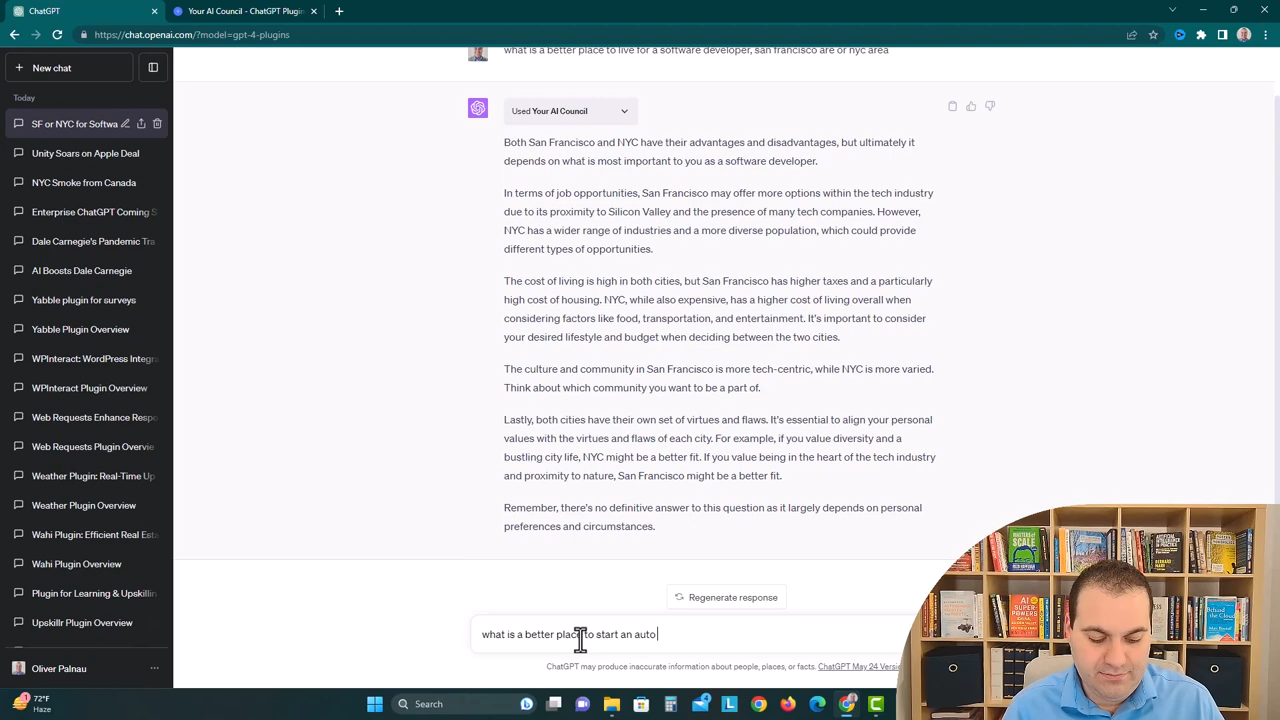 ChatGPT
Your AI Council - ChatGPT Plugin
https://chat.openai.com/?model=gpt-4-plugins
New chat
Today
SF or NYC for Softwa
Unity Soars on Apple Deal
NYC Smoke from Canada
Enterprise ChatGPT Coming S
Dale Carnegie's Pandemic Tra
AI Boosts Dale Carnegie
Yabble plugin for surveys
Yabble Plugin Overview
WPInteract: WordPress Integra
WPInteract Plugin Overview
Web Requests Enhance Respo
Web Requests Plugin Overvie
Weather Plugin: Real-Time Up
Weather Plugin Overview
Wahi Plugin: Efficient Real Esta
Wahi Plugin Overview
Plugin for Learning & Upskillin
Upskillr Plugin Overview
Oliver Palnau
what is a better place to live for a software developer, san francisco are or nyc area
Used Your AI Council
Both San Francisco and NYC have their advantages and disadvantages, but ultimately it
depends on what is most important to you as a software developer.
In terms of job opportunities, San Francisco may offer more options within the tech industry
due to its proximity to Silicon Valley and the presence of many tech companies. However,
NYC has a wider range of industries and a more diverse population, which could provide
different types of opportunities.
The cost of living is high in both cities, but San Francisco has higher taxes and a particularly
high cost of housing. NYC, while also expensive, has a higher cost of living overall when
considering factors like food, transportation, and entertainment. It's important to consider
your desired lifestyle and budget when deciding between the two cities.
The culture and community in San Francisco is more tech-centric, while NYC is more varied.
Think about which community you want to be a part of.
Lastly, both cities have their own set of virtues and flaws. It's essential to align your personal
values with the virtues and flaws of each city. For example, if you value diversity and a
bustling city life, NYC might be a better fit. If you value being in the heart of the tech industry
and proximity to nature, San Francisco might be a better fit.
Remember, there's no definitive answer to this question as it largely depends on personal
preferences and circumstances.
Regenerate response
what is a better place to start an auto
ChatGPT may produce inaccurate information about people, places, or facts. ChatGPT May 24 Versi
MASTERS
of SCALE
AI
SUPER-
POWERS
Behind the Cloud
72°F
Haze
Search